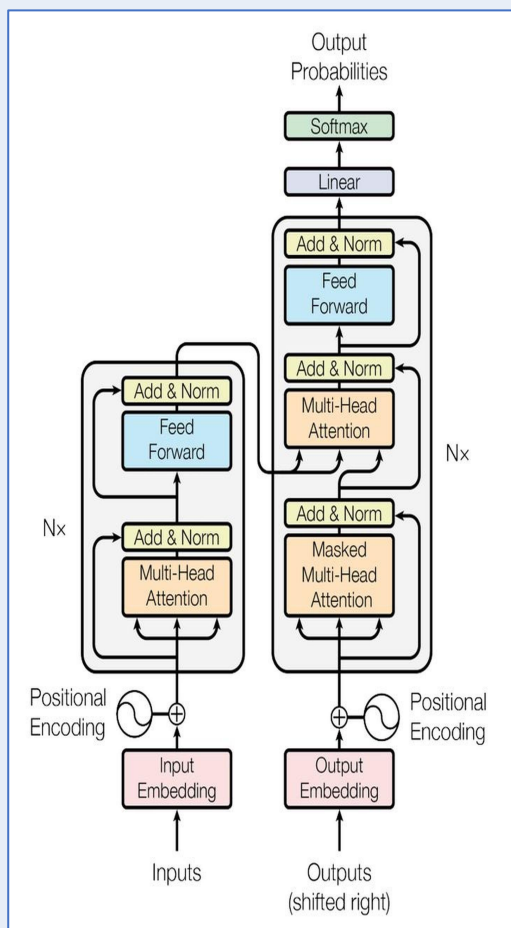 Output
Probabilities
Softmax
Linear
Add & Norm
Feed
Forward
Add & Norm
Multi-Head
Attention
Add & Norm
Masked
Multi-Head
Attention
Nx
Positional
Encoding
Output
Embedding
Outputs
(shifted right)
Add & Norm
Feed
Forward
Add & Norm
Multi-Head
Attention
Nx
Positional
Encoding
Input
Embedding
Inputs